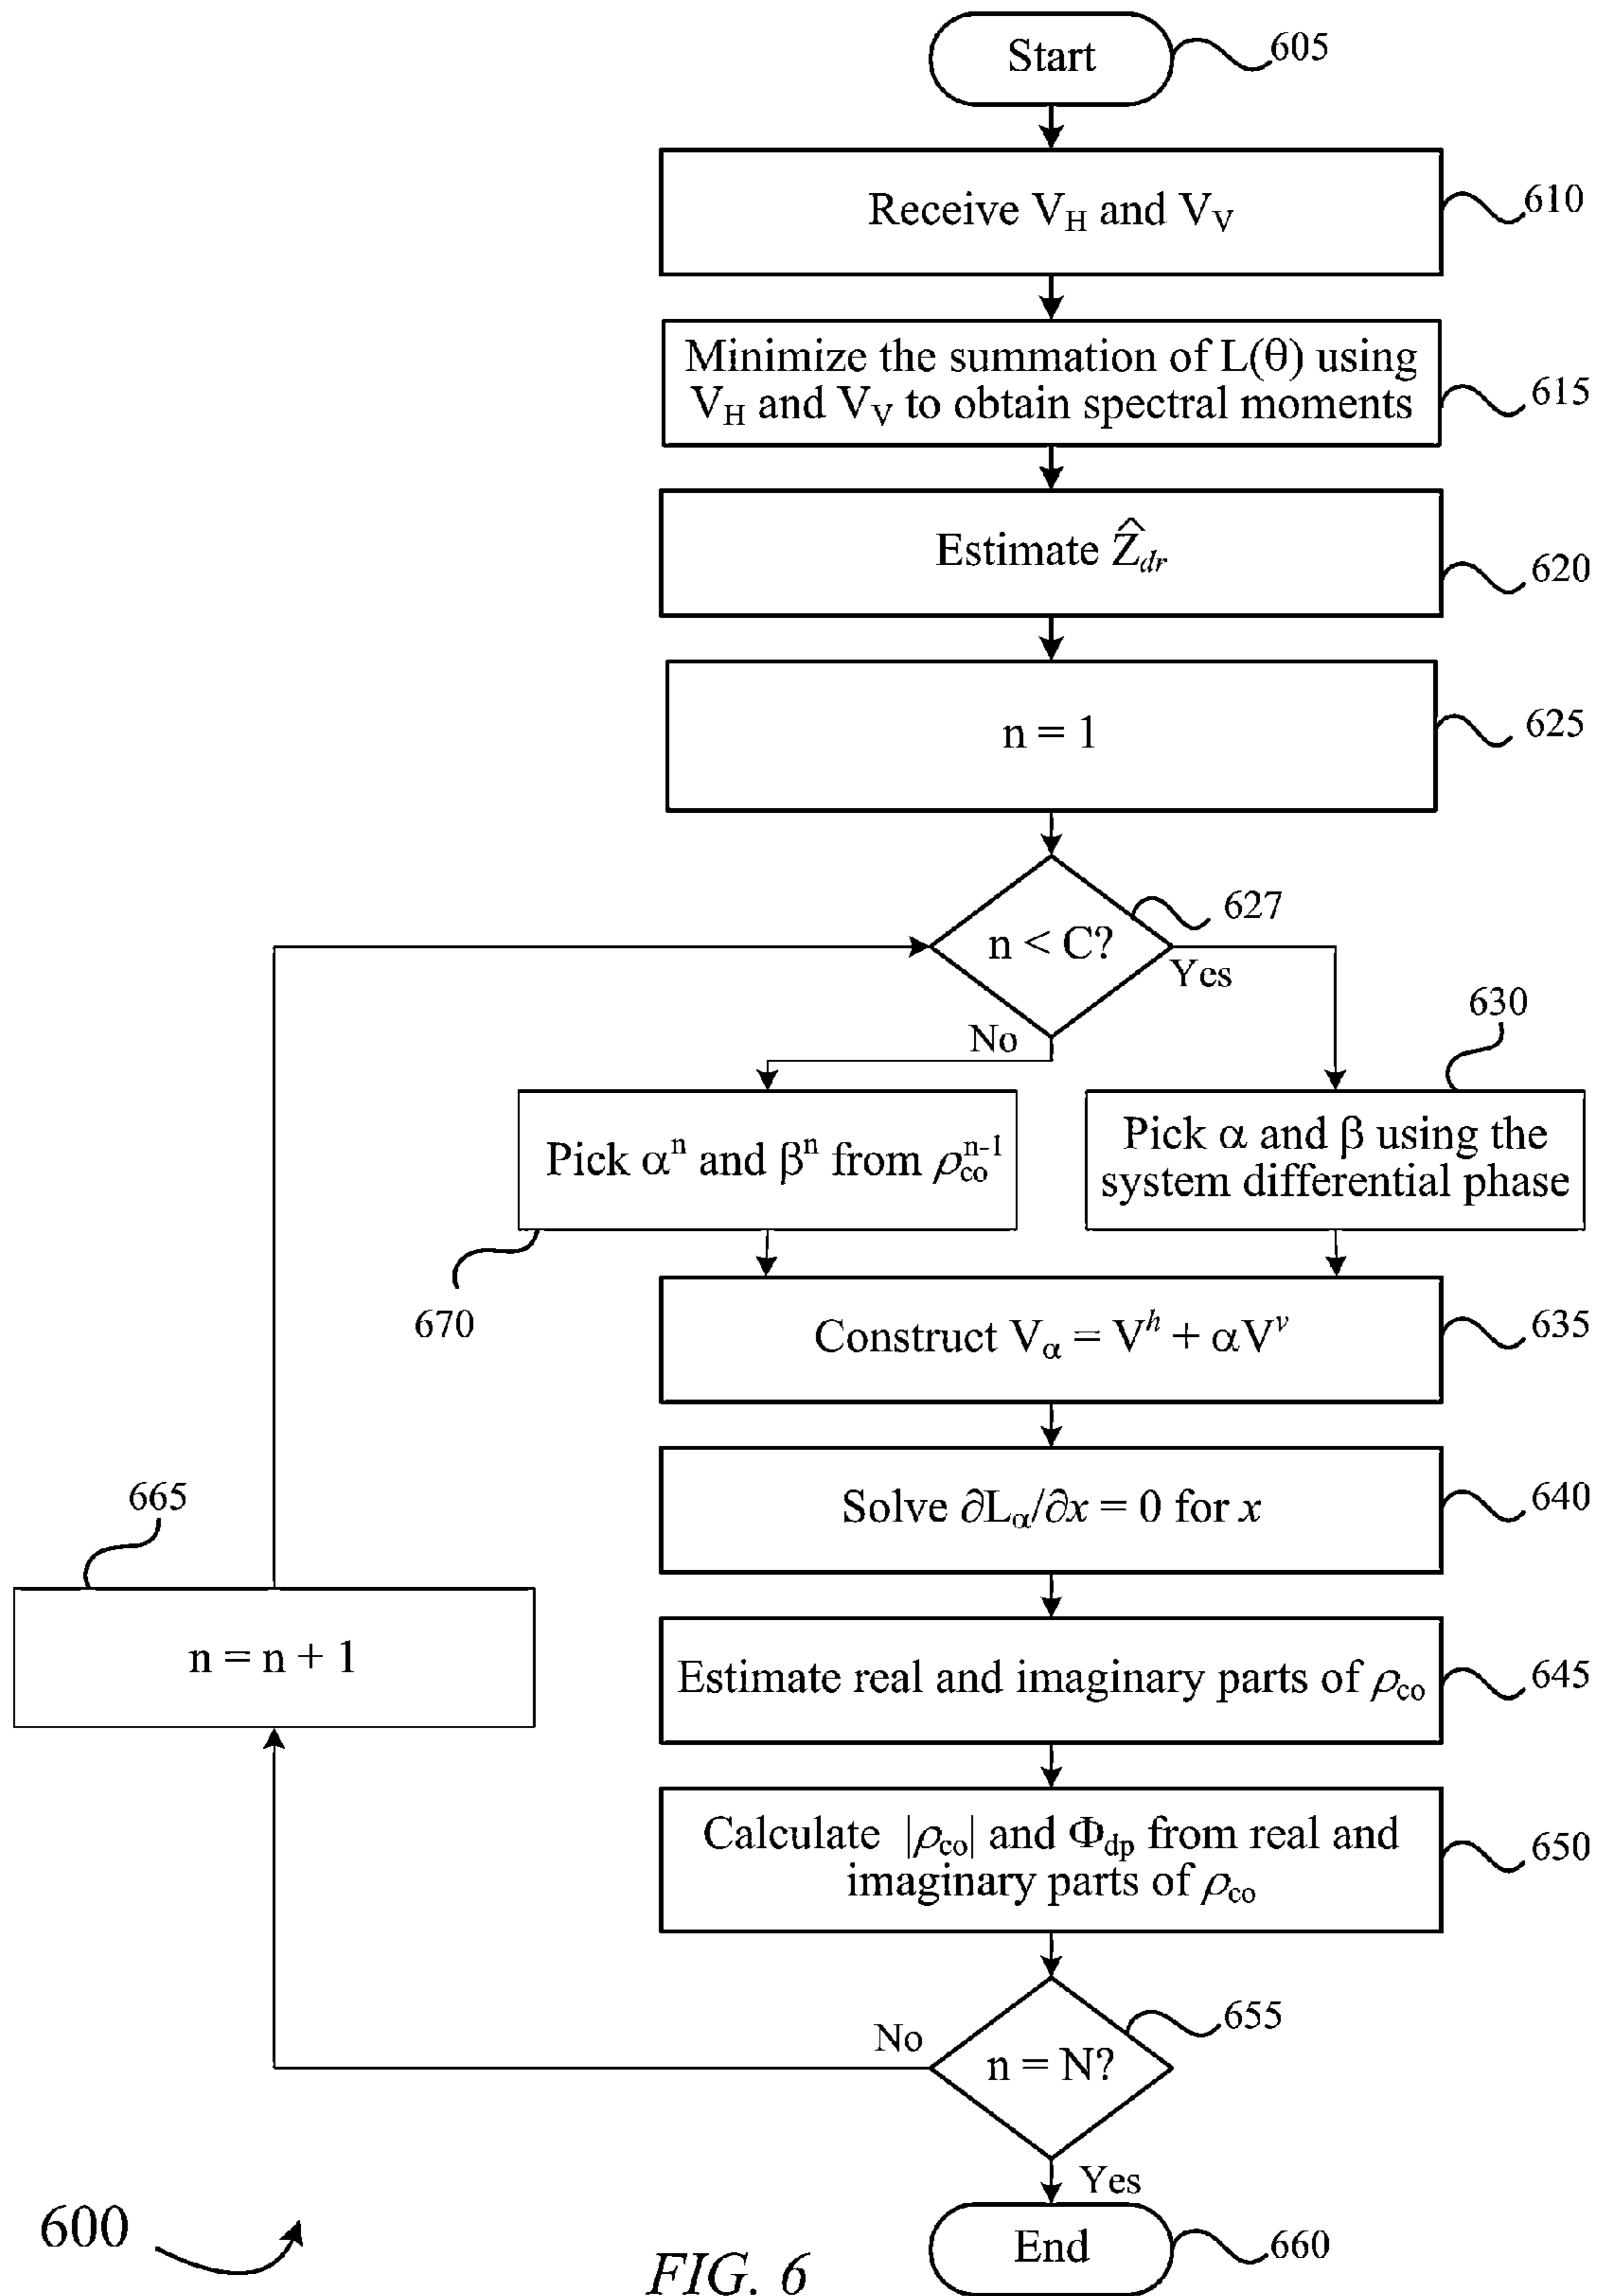 Start
605
Receive V_H and V_V
610
Minimize the summation of L(θ) using
V_H and V_V to obtain spectral moments
615
Estimate Ẑ_dr
620
n = 1
625
n < C?
627
Yes
No
630
Pick αⁿ and βⁿ from ρ_co^n-1
Pick α and β using the
system differential phase
670
Construct V_α = V^h + αV^v
635
Solve ∂L_α/∂x = 0 for x
640
665
n = n + 1
Estimate real and imaginary parts of ρ_co
645
Calculate |ρ_co| and Φ_dp from real and
imaginary parts of ρ_co
650
n = N?
655
No
Yes
End
660
600
FIG. 6